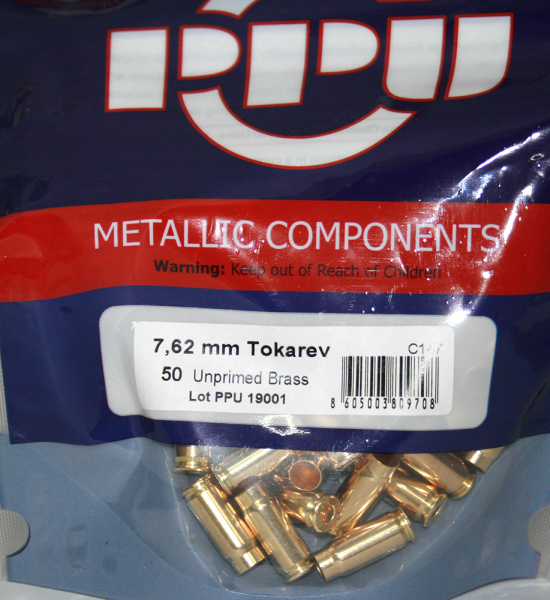 PPU
METALLIC COMPONENTS
Warning: Keep out of Reach of Children
7,62 mm Tokarev
50 Unprimed Brass
Lot PPU 19001
8 605003 809708